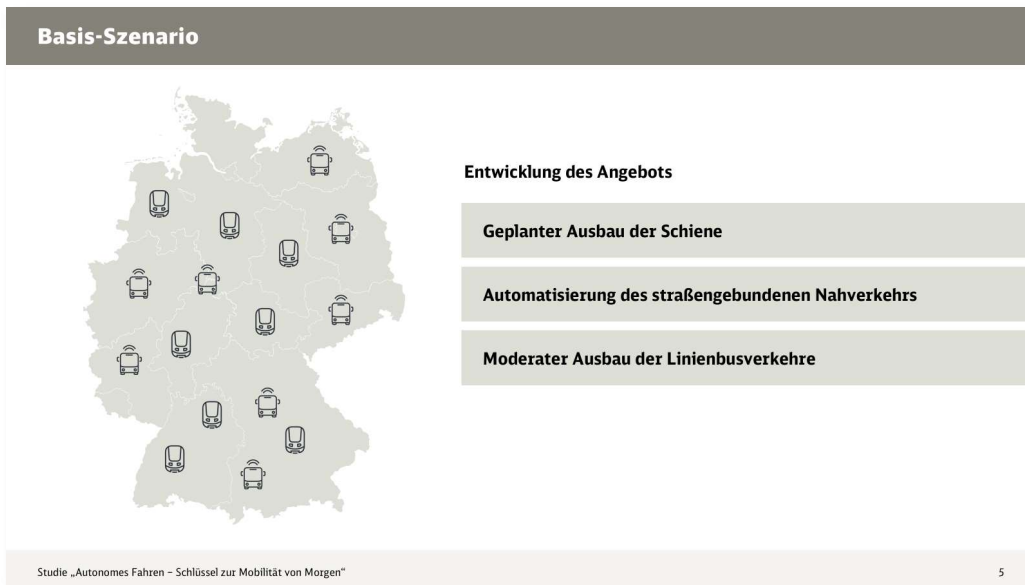 Basis-Szenario
Entwicklung des Angebots
Geplanter Ausbau der Schiene
Automatisierung des straßengebundenen Nahverkehrs
Moderater Ausbau der Linienbusverkehre
Studie „Autonomes Fahren – Schlüssel zur Mobilität von Morgen“
5